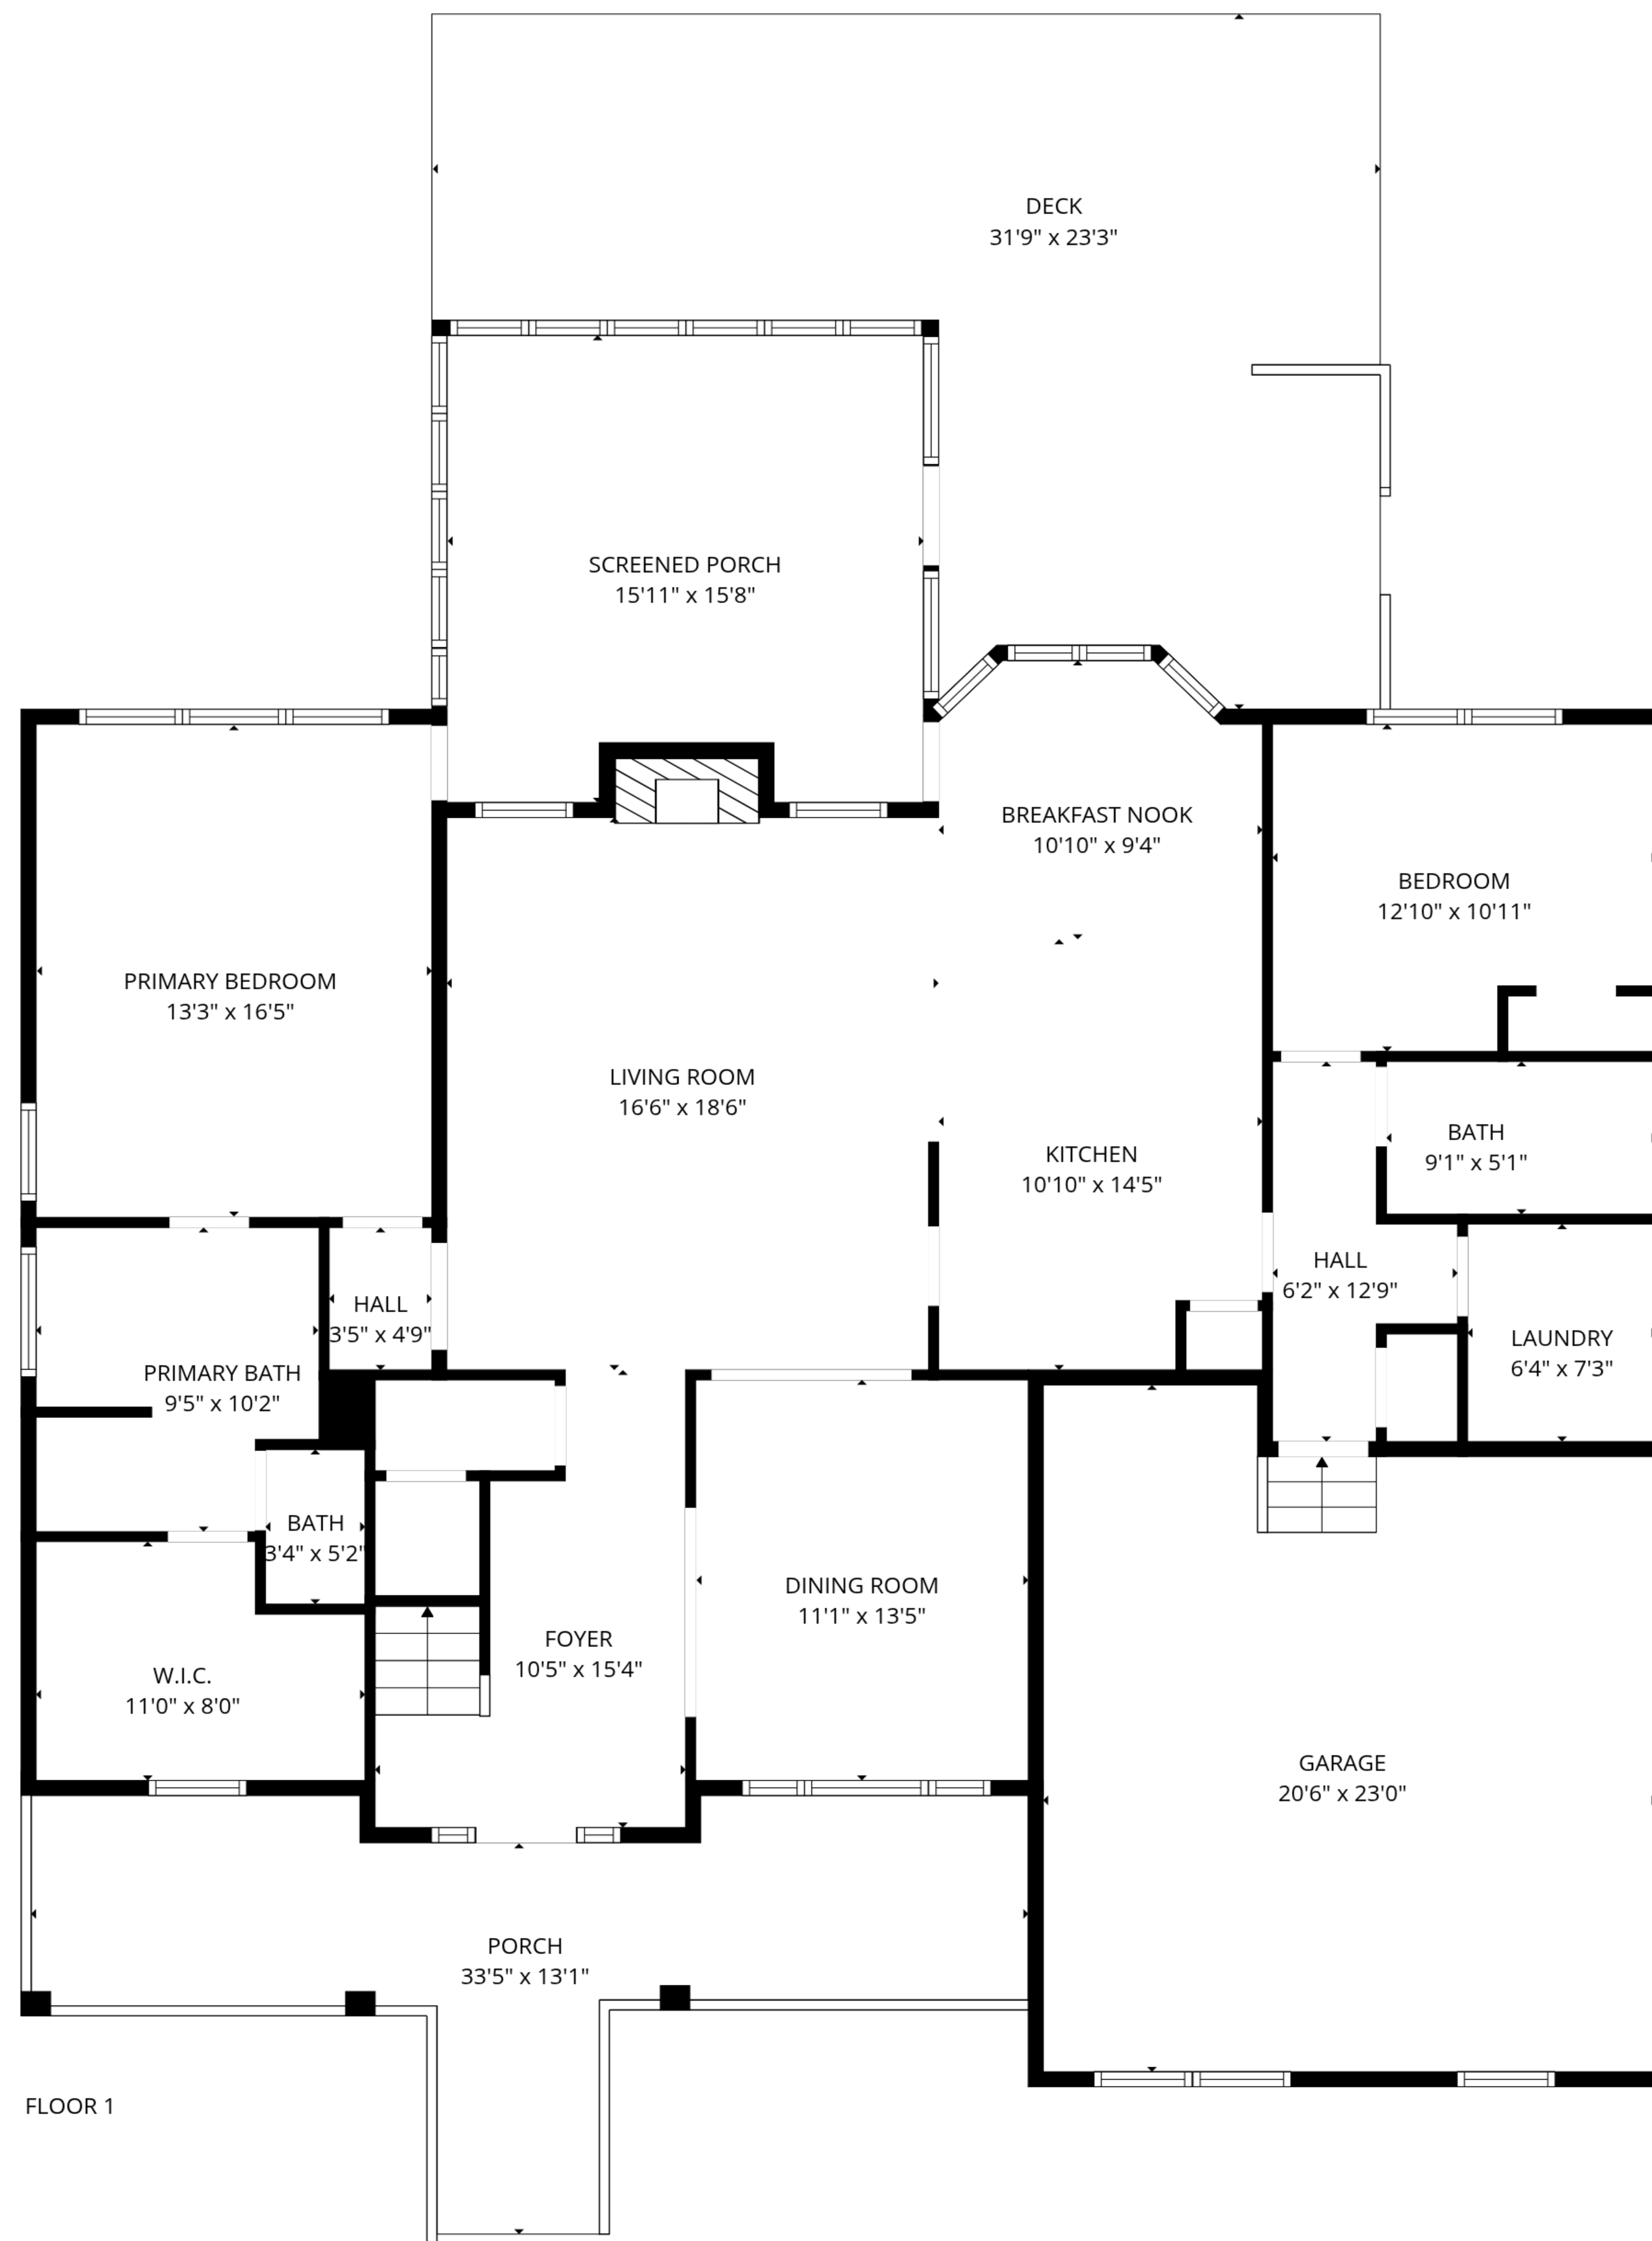 DECK
31'9" x 23'3"
SCREENED PORCH
15'11" x 15'8"
BREAKFAST NOOK
10'10" x 9'4"
BEDROOM
12'10" x 10'11"
PRIMARY BEDROOM
13'3" x 16'5"
LIVING ROOM
16'6" x 18'6"
KITCHEN
10'10" x 14'5"
BATH
9'1" x 5'1"
HALL
6'2" x 12'9"
HALL
3'5" x 4'9"
LAUNDRY
6'4" x 7'3"
PRIMARY BATH
9'5" x 10'2"
BATH
3'4" x 5'2"
DINING ROOM
11'1" x 13'5"
FOYER
10'5" x 15'4"
W.I.C.
11'0" x 8'0"
GARAGE
20'6" x 23'0"
PORCH
33'5" x 13'1"
FLOOR 1